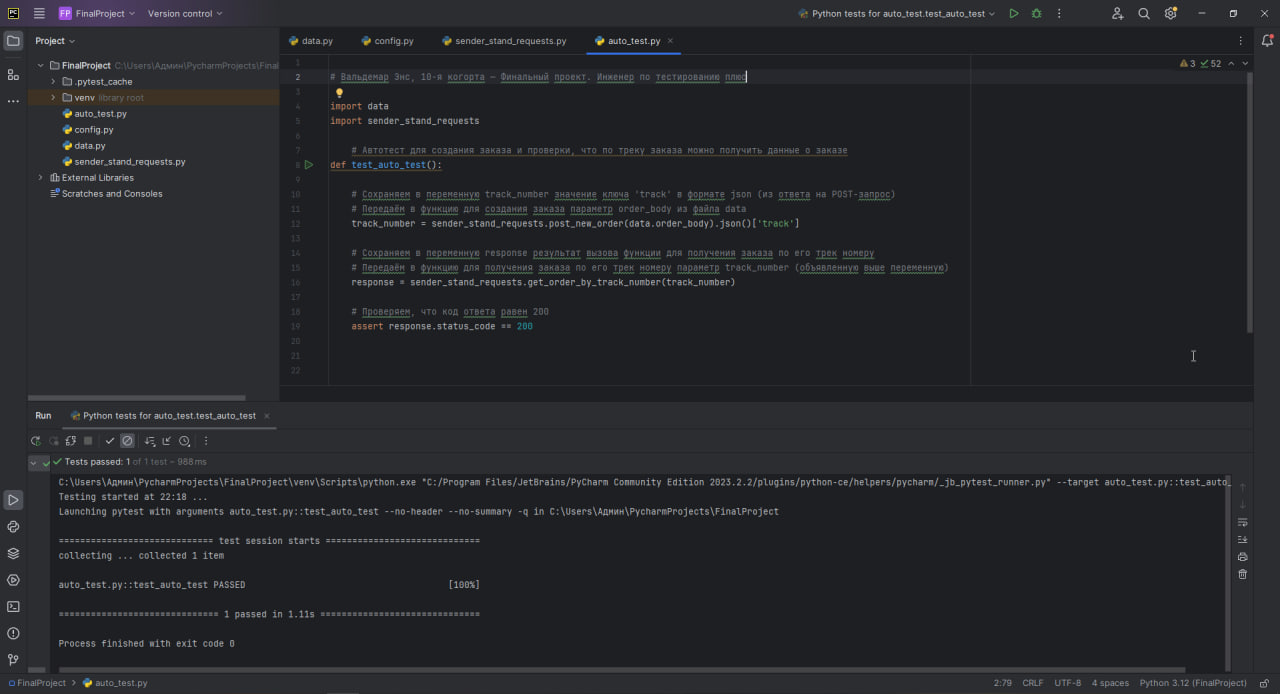 PC FP FinalProject Version control Python tests for auto_test.test_auto_test
Project
data.py config.py sender_stand_requests.py auto_test.py
FinalProject C:\Users\Админ\PycharmProjects\Final
.pytest_cache
venv library root
auto_test.py
config.py
data.py
sender_stand_requests.py
External Libraries
Scratches and Consoles
3 52
1
2 # Вальдемар Энс, 10-я когорта — Финальный проект. Инженер по тестированию плюс
3
4 import data
5 import sender_stand_requests
6
7 # Автотест для создания заказа и проверки, что по треку заказа можно получить данные о заказе
8 def test_auto_test():
9
10 # Сохраняем в переменную track_number значение ключа 'track' в формате json (из ответа на POST-запрос)
11 # Передаём в функцию для создания заказа параметр order_body из файла data
12 track_number = sender_stand_requests.post_new_order(data.order_body).json()['track']
13
14 # Сохраняем в переменную response результат вызова функции для получения заказа по его трек номеру
15 # Передаём в функцию для получения заказа по его трек номеру параметр track_number (объявленную выше переменную)
16 response = sender_stand_requests.get_order_by_track_number(track_number)
17
18 # Проверяем, что код ответа равен 200
19 assert response.status_code == 200
20
21
22
Run Python tests for auto_test.test_auto_test
Tests passed: 1 of 1 test – 988 ms
C:\Users\Админ\PycharmProjects\FinalProject\venv\Scripts\python.exe "C:/Program Files/JetBrains/PyCharm Community Edition 2023.2.2/plugins/python-ce/helpers/pycharm/_jb_pytest_runner.py" --target auto_test.py::test_auto_
Testing started at 22:18 ...
Launching pytest with arguments auto_test.py::test_auto_test --no-header --no-summary -q in C:\Users\Админ\PycharmProjects\FinalProject
============================= test session starts =============================
collecting ... collected 1 item
auto_test.py::test_auto_test PASSED [100%]
============================== 1 passed in 1.11s ==============================
Process finished with exit code 0
FinalProject > auto_test.py 2:79 CRLF UTF-8 4 spaces Python 3.12 (FinalProject)